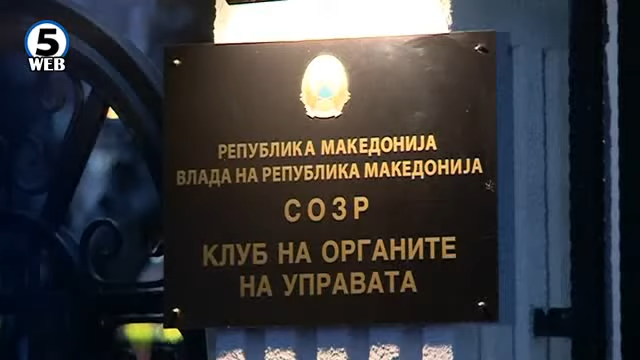 5
WEB
РЕПУБЛИКА МАКЕДОНИЈА
ВЛАДА НА РЕПУБЛИКА МАКЕДОНИЈА
СОЗР
КЛУБ НА ОРГАНИТЕ
НА УПРАВАТА